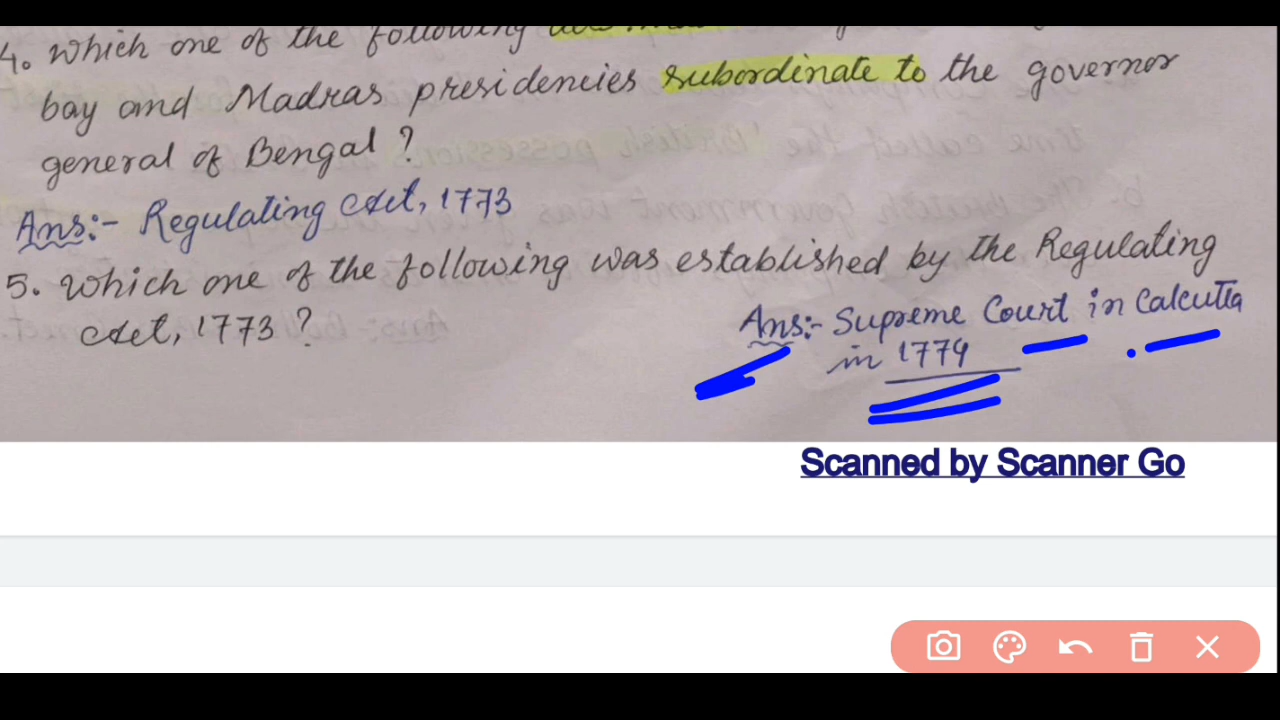 4. Which one of the following
bay and Madras presidencies subordinate to the governor
general of Bengal ?
Ans:- Regulating Act, 1773
5. Which one of the following was established by the Regulating
Act, 1773 ?
Ans:- Supreme Court in Calcutta
in 1774
Scanned by Scanner Go